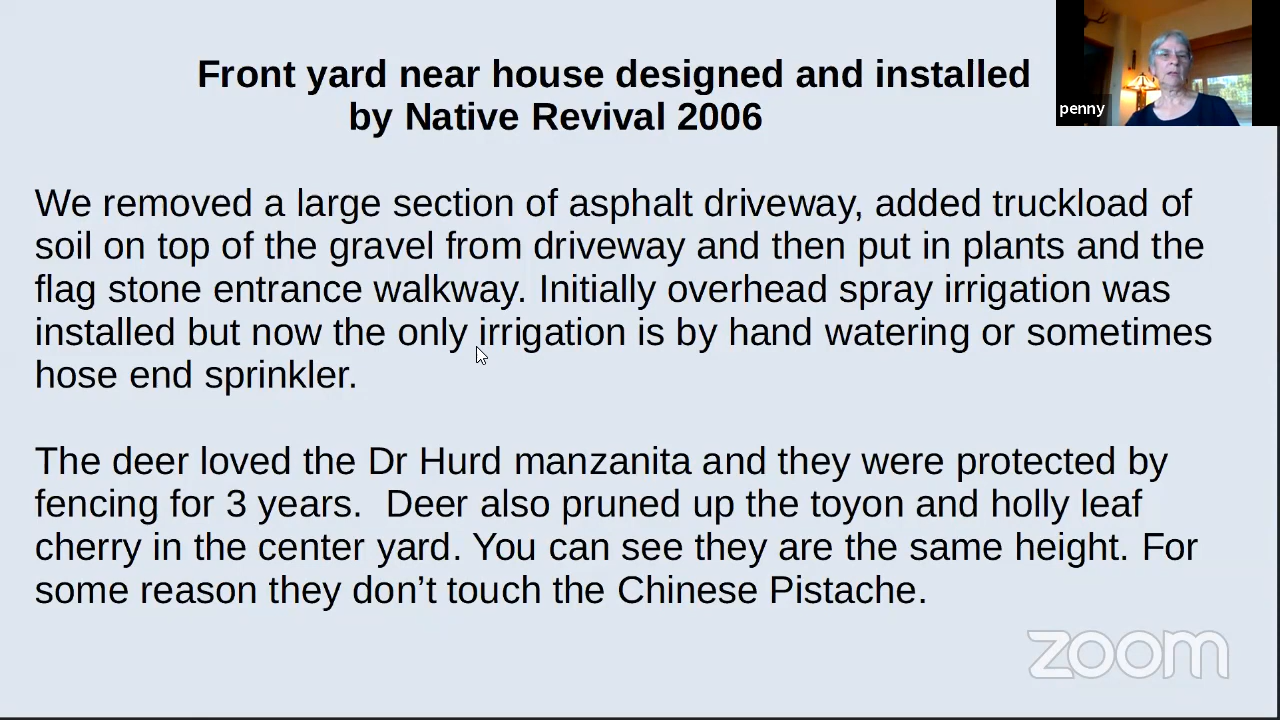 Front yard near house designed and installed
by Native Revival 2006
penny
We removed a large section of asphalt driveway, added truckload of
soil on top of the gravel from driveway and then put in plants and the
flag stone entrance walkway. Initially overhead spray irrigation was
installed but now the only irrigation is by hand watering or sometimes
hose end sprinkler.
The deer loved the Dr Hurd manzanita and they were protected by
fencing for 3 years.  Deer also pruned up the toyon and holly leaf
cherry in the center yard. You can see they are the same height. For
some reason they don’t touch the Chinese Pistache.
zoom